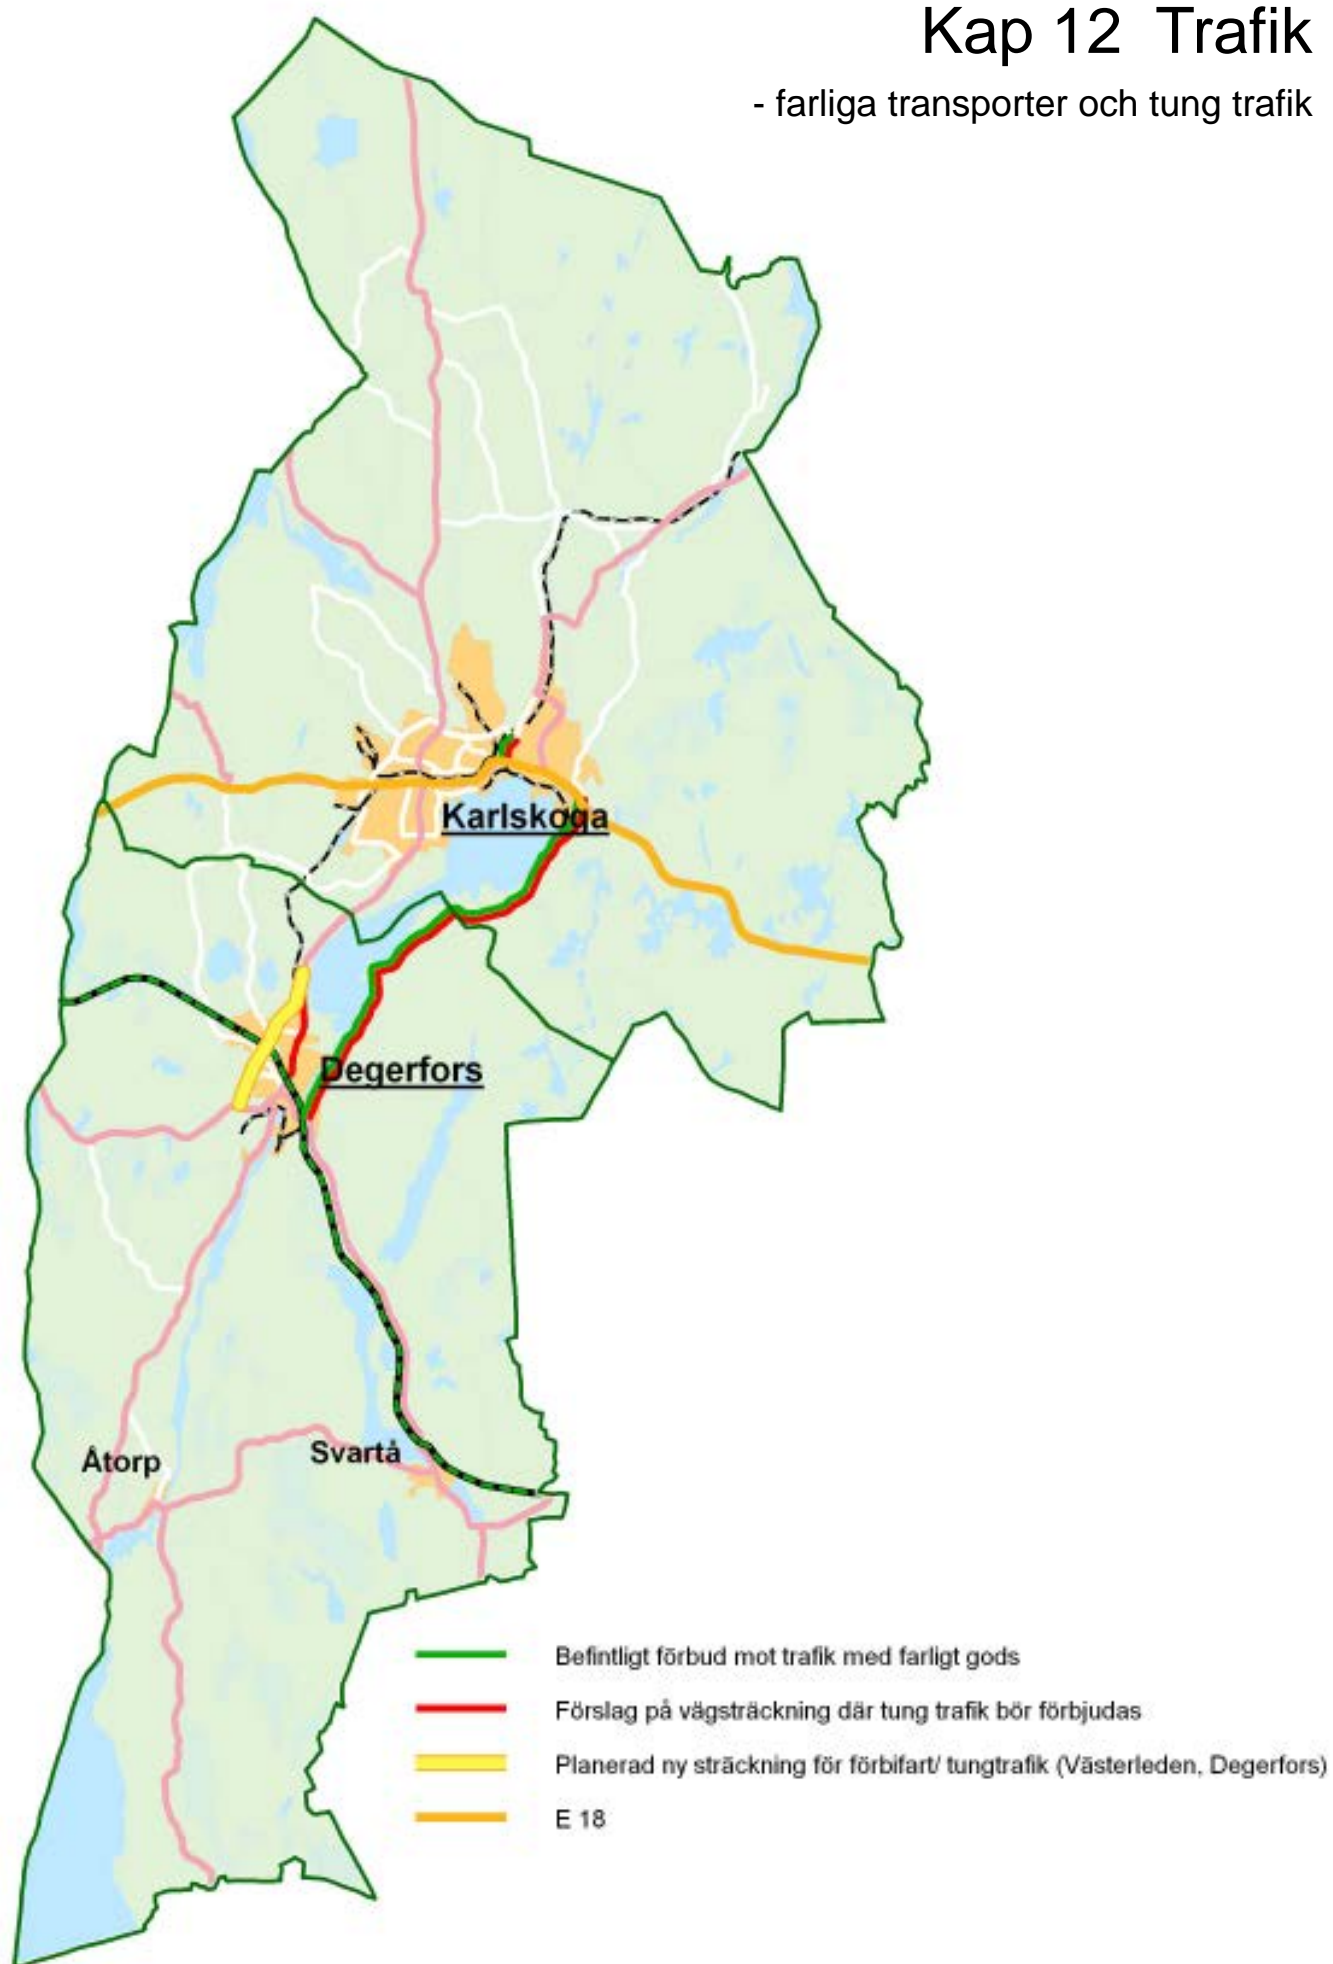 Kap 12 Trafik
- farliga transporter och tung trafik
Karlskoga
Degerfors
Åtorp
Svartå
Befintligt förbud mot trafik med farligt gods
Förslag på vägsträckning där tung trafik bör förbjudas
Planerad ny sträckning för förbifart/ tungtrafik (Västerleden, Degerfors)
E 18